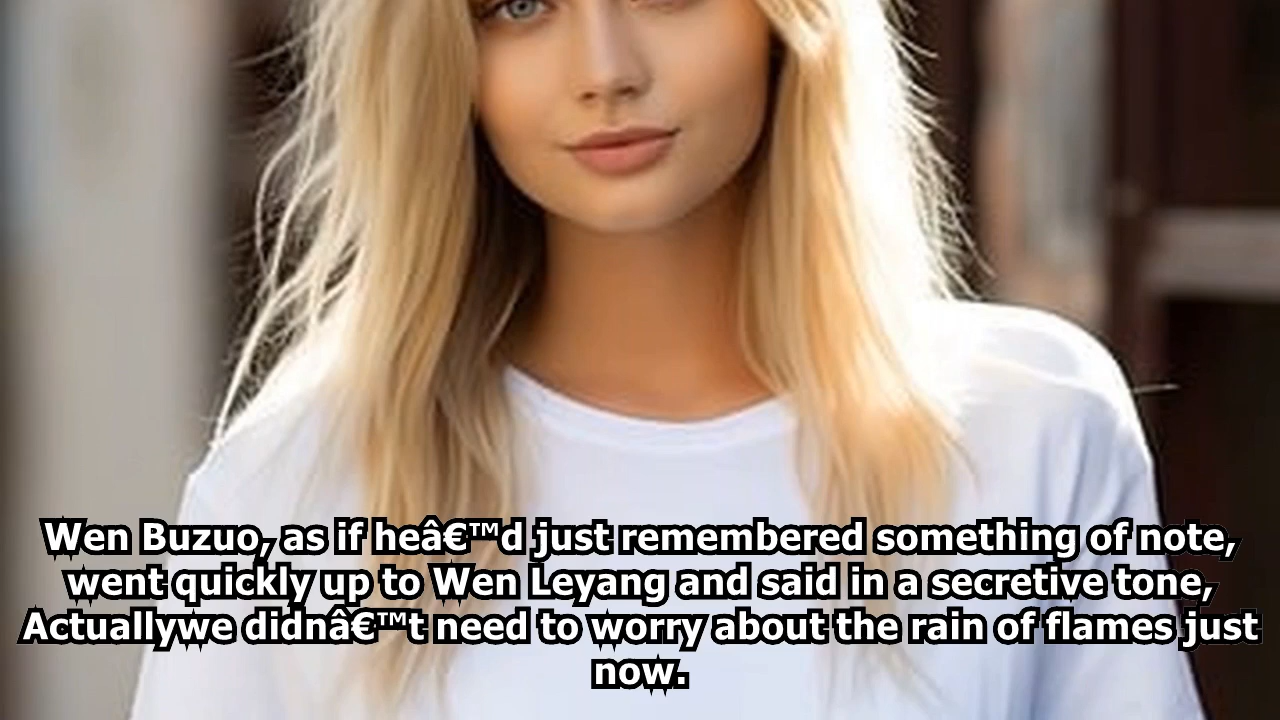 Wen Buzuo, as if heâ€™d just remembered something of note,
went quickly up to Wen Leyang and said in a secretive tone,
Actuallywe didnâ€™t need to worry about the rain of flames just
now.